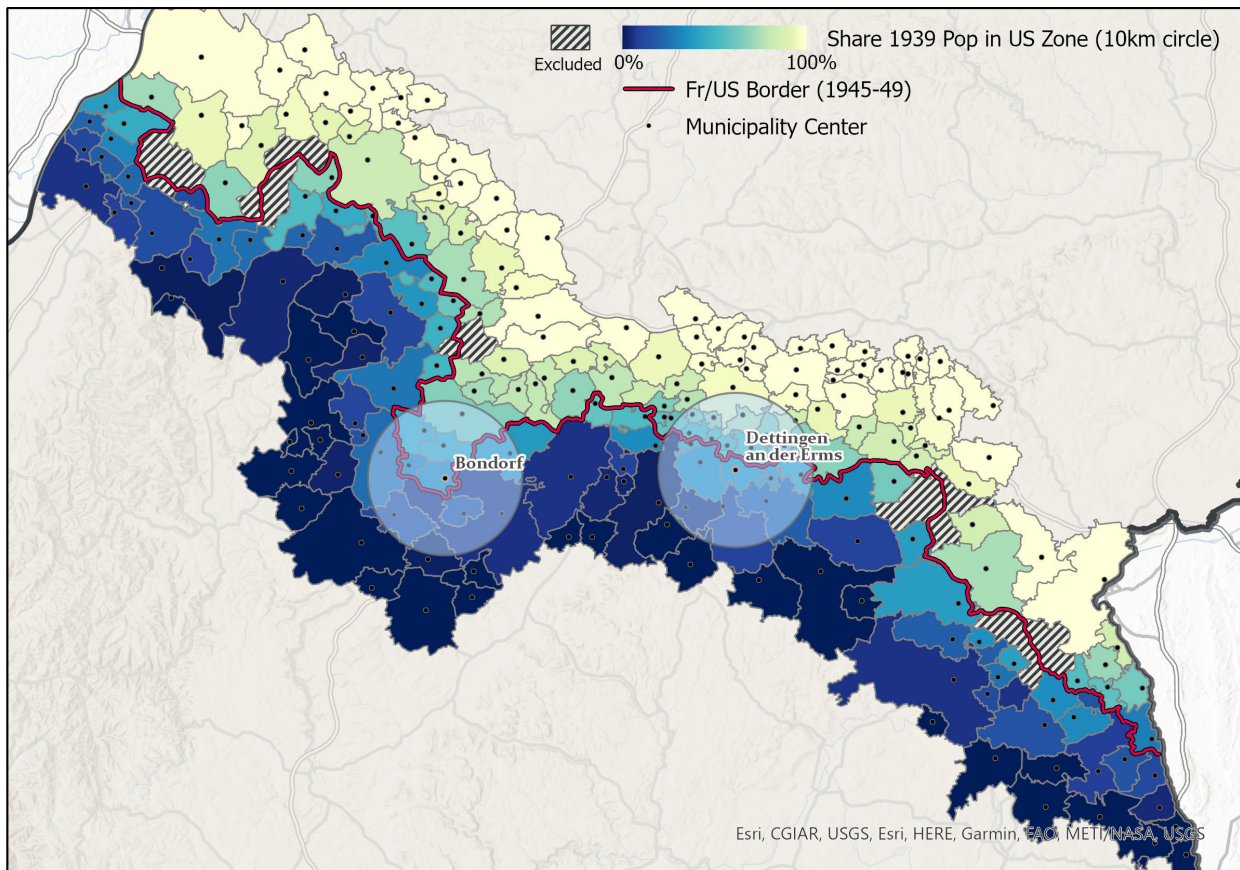 Share 1939 Pop in US Zone (10km circle)
Excluded 0% 100%
Fr/US Border (1945-49)
Municipality Center
Bondorf
Dettingen
an der Erms
Esri, CGIAR, USGS, Esri, HERE, Garmin, FAO, METI/NASA, USGS